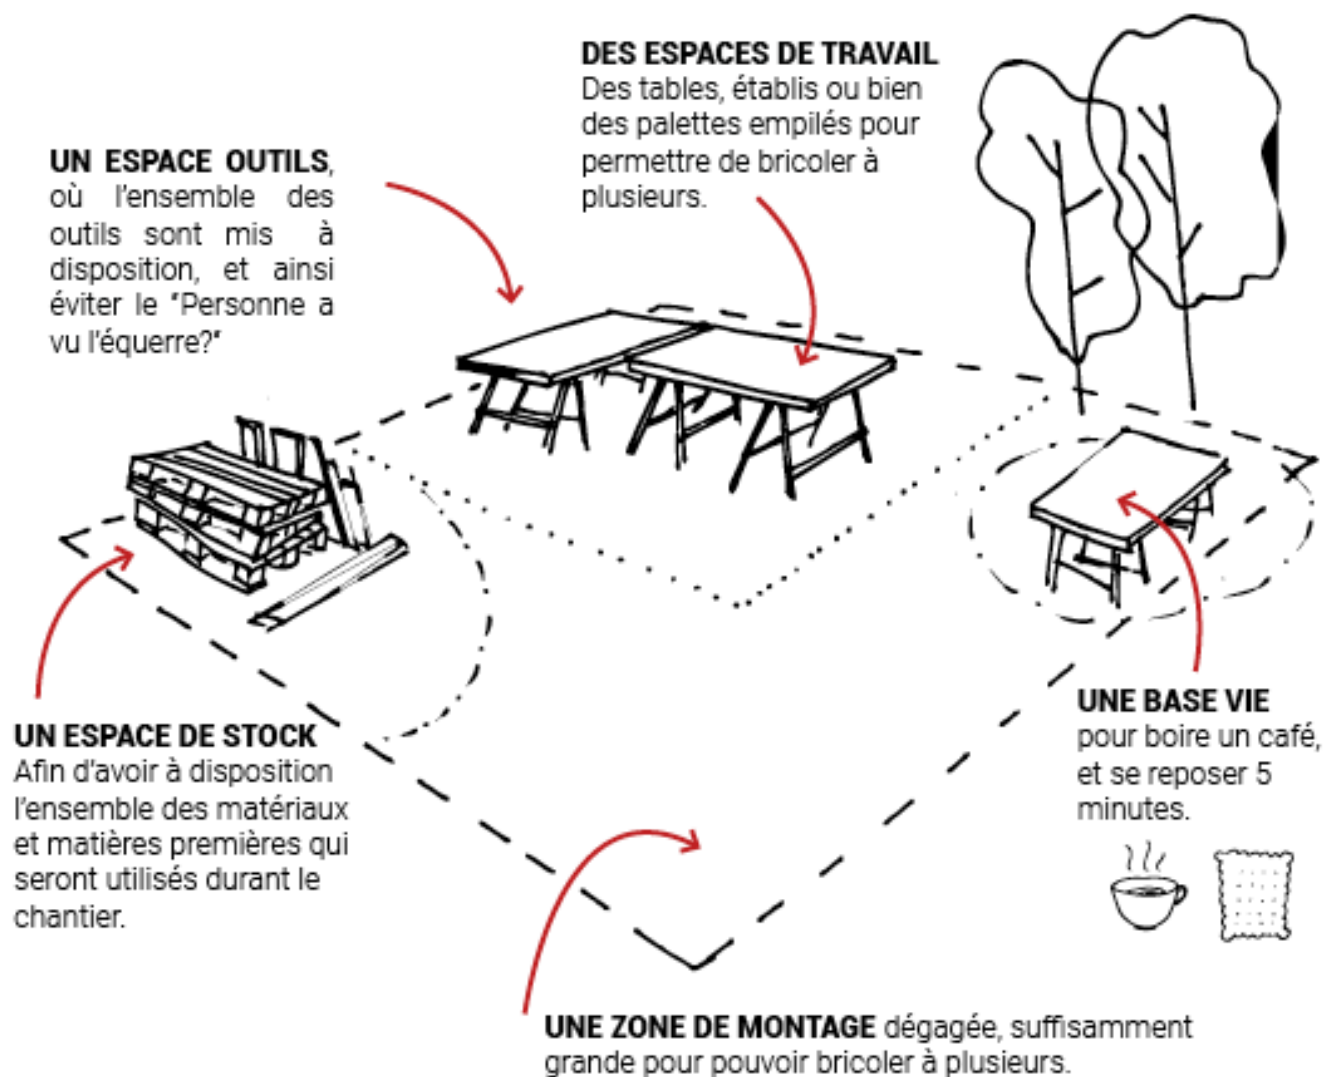 DES ESPACES DE TRAVAIL
Des tables, établis ou bien
des palettes empilés pour
permettre de bricoler à
plusieurs.
UN ESPACE OUTILS,
où l'ensemble des
outils sont mis à
disposition, et ainsi
éviter le "Personne a
vu l'équerre?"
UN ESPACE DE STOCK
Afin d'avoir à disposition
l'ensemble des matériaux
et matières premières qui
seront utilisés durant le
chantier.
UNE BASE VIE
pour boire un café,
et se reposer 5
minutes.
UNE ZONE DE MONTAGE dégagée, suffisamment
grande pour pouvoir bricoler à plusieurs.